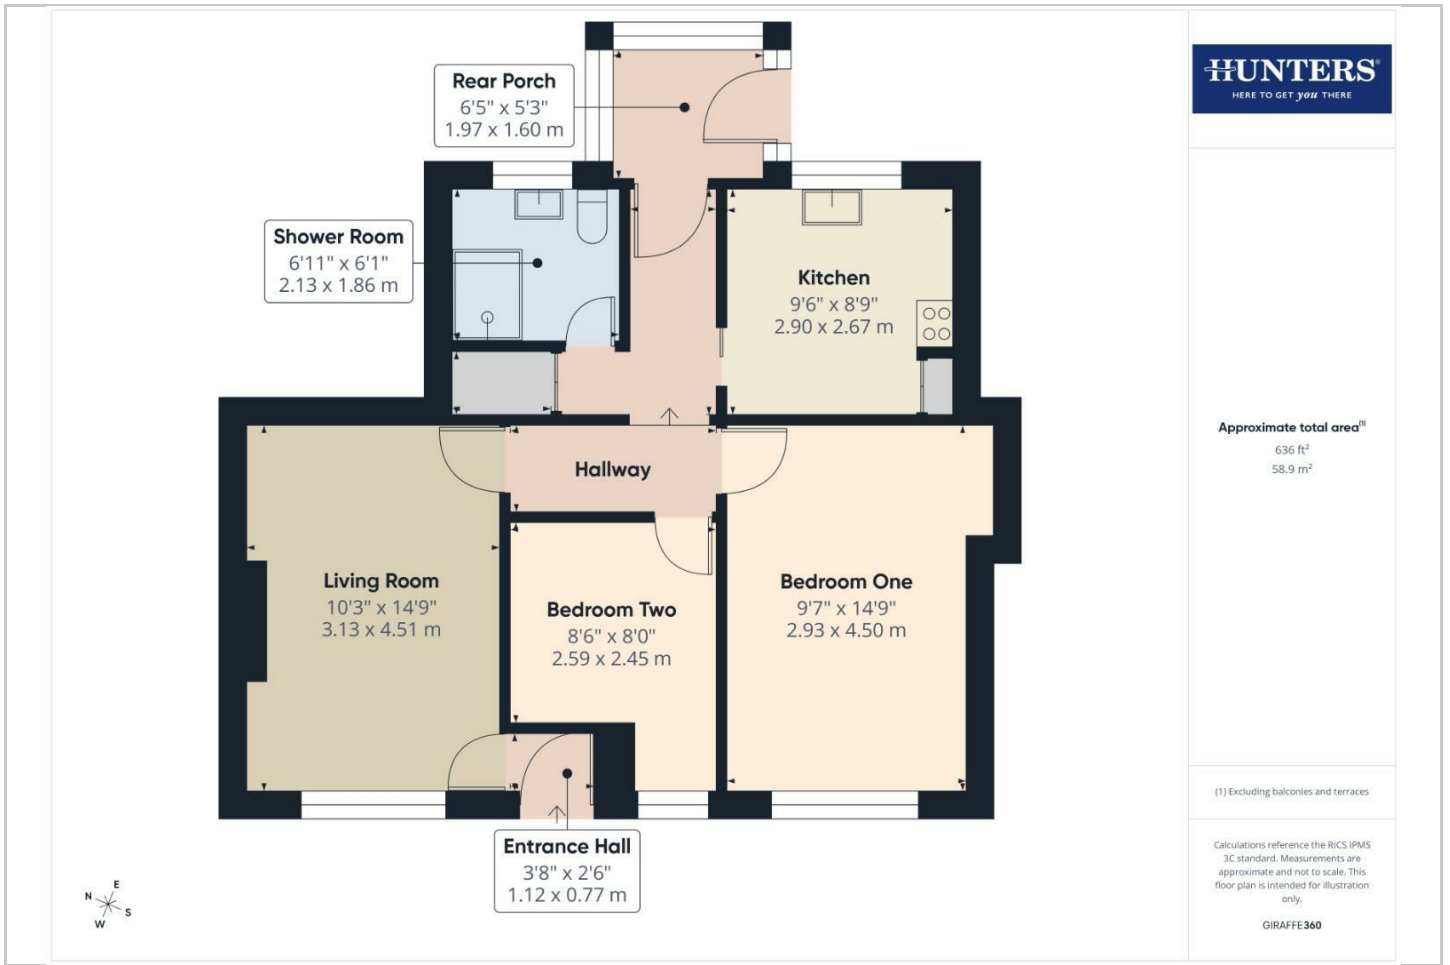 Rear Porch
6'5" x 5'3"
1.97 x 1.60 m
HUNTERS®
HERE TO GET you THERE
Shower Room
6'11" x 6'1"
2.13 x 1.86 m
Kitchen
9'6" x 8'9"
2.90 x 2.67 m
Hallway
Living Room
10'3" x 14'9"
3.13 x 4.51 m
Bedroom Two
8'6" x 8'0"
2.59 x 2.45 m
Bedroom One
9'7" x 14'9"
2.93 x 4.50 m
Entrance Hall
3'8" x 2'6"
1.12 x 0.77 m
N
E
S
W
Approximate total area(1)
636 ft²
58.9 m²
(1) Excluding balconies and terraces
Calculations reference the RICS IPMS
3C standard. Measurements are
approximate and not to scale. This
floor plan is intended for illustration
only.
GIRAFFE360